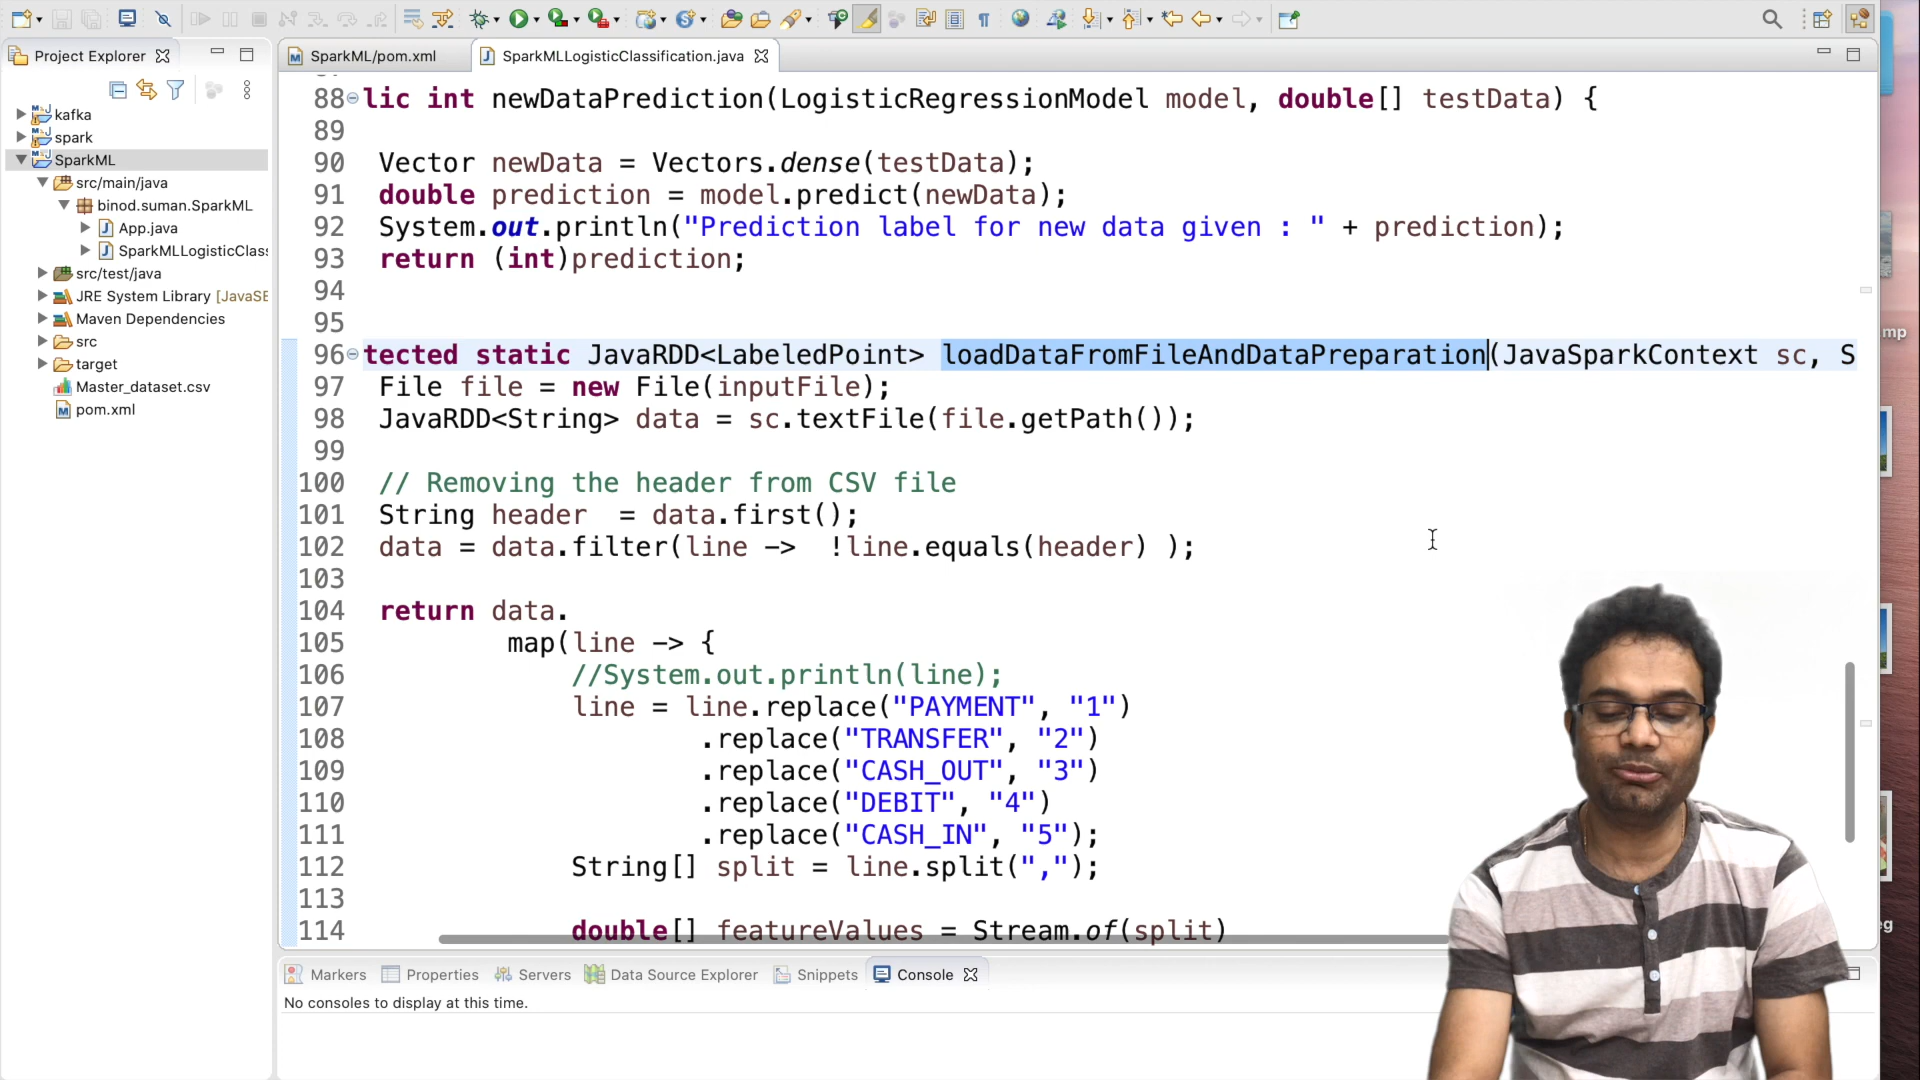 Project Explorer
kafka
spark
SparkML
src/main/java
binod.suman.SparkML
App.java
SparkMLLogisticClass
src/test/java
JRE System Library [JavaSE
Maven Dependencies
src
target
Master_dataset.csv
pom.xml
SparkML/pom.xml
SparkMLLogisticClassification.java
88 lic int newDataPrediction(LogisticRegressionModel model, double[] testData) {
89
90 Vector newData = Vectors.dense(testData);
91 double prediction = model.predict(newData);
92 System.out.println("Prediction label for new data given : " + prediction);
93 return (int)prediction;
94
95
96 tected static JavaRDD<LabeledPoint> loadDataFromFileAndDataPreparation(JavaSparkContext sc, S
97 File file = new File(inputFile);
98 JavaRDD<String> data = sc.textFile(file.getPath());
99
100 // Removing the header from CSV file
101 String header  = data.first();
102 data = data.filter(line ->  !line.equals(header) );
103
104 return data.
105 map(line -> {
106 //System.out.println(line);
107 line = line.replace("PAYMENT", "1")
108 .replace("TRANSFER", "2")
109 .replace("CASH_OUT", "3")
110 .replace("DEBIT", "4")
111 .replace("CASH_IN", "5");
112 String[] split = line.split(",");
113
114 double[] featureValues = Stream.of(split)
Markers
Properties
Servers
Data Source Explorer
Snippets
Console
No consoles to display at this time.
mp